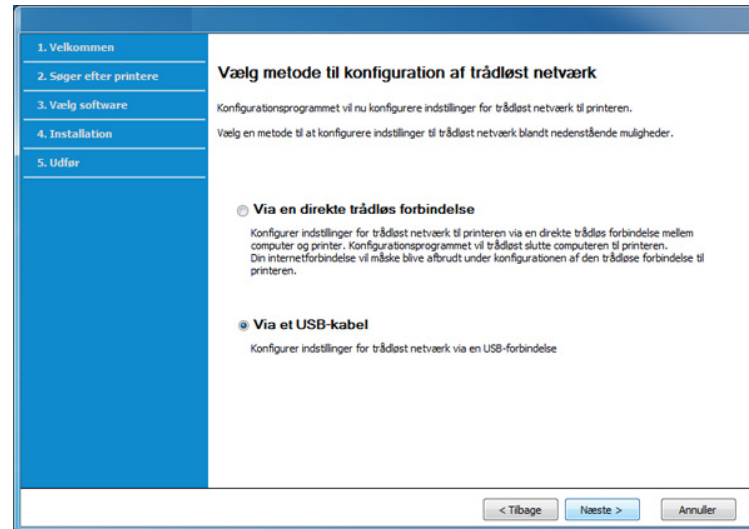 1. Velkommen
2. Søger efter printere
3. Vælg software
4. Installation
5. Udfør
Vælg metode til konfiguration af trådløst netværk
Konfigurationsprogrammet vil nu konfigurere indstillinger for trådløst netværk til printeren.
Vælg en metode til at konfigurere indstillinger til trådløst netværk blandt nedenstående muligheder.
Via en direkte trådløs forbindelse
Konfigurer indstillinger for trådløst netværk til printeren via en direkte trådløs forbindelse mellem
computer og printer. Konfigurationsprogrammet vil trådløst slutte computeren til printeren.
Din internetforbindelse vil måske blive afbrudt under konfigurationen af den trådløse forbindelse til
printeren.
Via et USB-kabel
Konfigurer indstillinger for trådløst netværk via en USB-forbindelse
< Tilbage
Næste >
Annuller